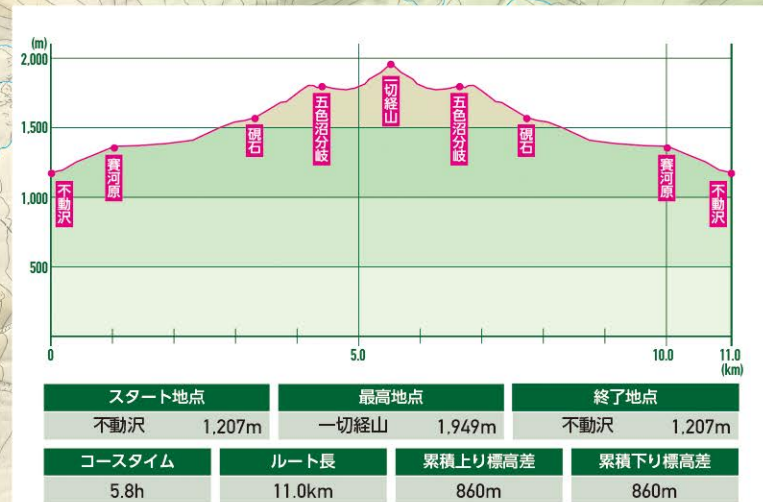 (m)
2,000
1,500
1,000
500
不動沢
賽河原
硯石
五色沼分岐
一切経山
五色沼分岐
硯石
賽河原
不動沢
0 5.0 10.0 11.0
(km)
スタート地点 最高地点 終了地点
不動沢 1,207m 一切経山 1,949m 不動沢 1,207m
コースタイム ルート長 累積上り標高差 累積下り標高差
5.8h 11.0km 860m 860m